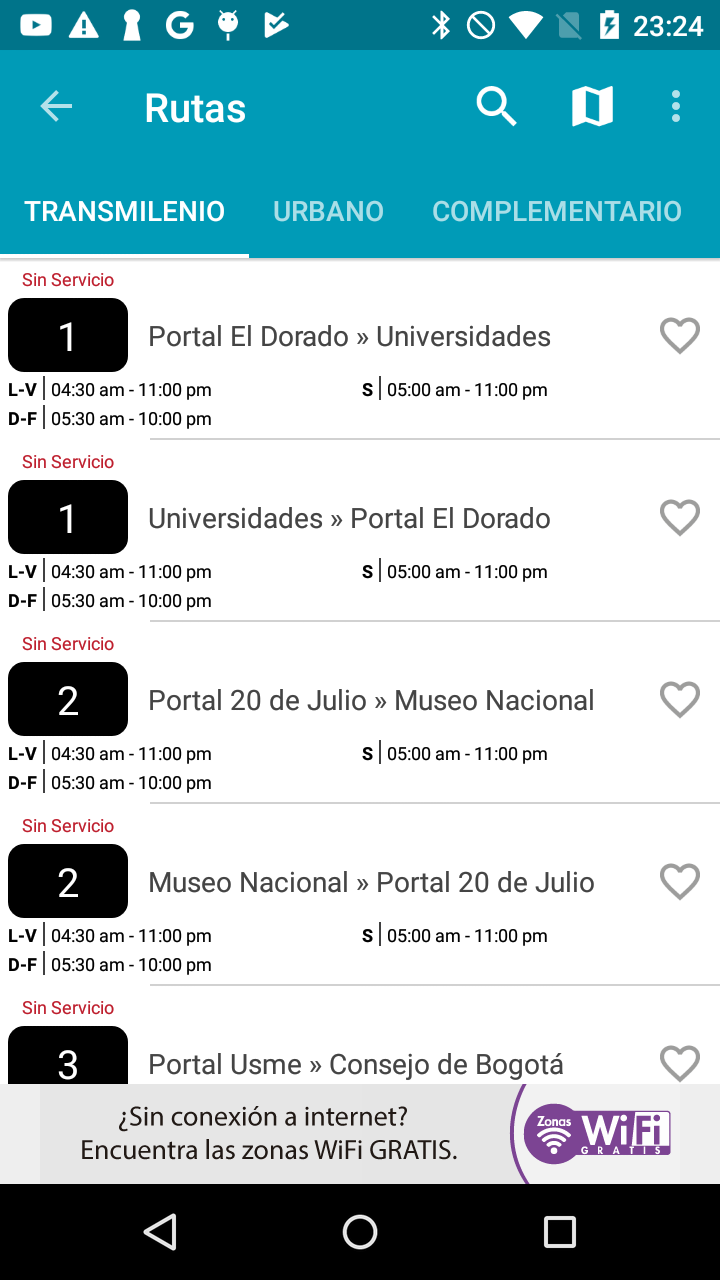 23:24
Rutas
TRANSMILENIO URBANO COMPLEMENTARIO
Sin Servicio
1 Portal El Dorado » Universidades
L-V 04:30 am - 11:00 pm S 05:00 am - 11:00 pm
D-F 05:30 am - 10:00 pm
Sin Servicio
1 Universidades » Portal El Dorado
L-V 04:30 am - 11:00 pm S 05:00 am - 11:00 pm
D-F 05:30 am - 10:00 pm
Sin Servicio
2 Portal 20 de Julio » Museo Nacional
L-V 04:30 am - 11:00 pm S 05:00 am - 11:00 pm
D-F 05:30 am - 10:00 pm
Sin Servicio
2 Museo Nacional » Portal 20 de Julio
L-V 04:30 am - 11:00 pm S 05:00 am - 11:00 pm
D-F 05:30 am - 10:00 pm
Sin Servicio
3 Portal Usme » Consejo de Bogotá
¿Sin conexión a internet?
Encuentra las zonas WiFi GRATIS.
Zonas
WiFi
GRATIS